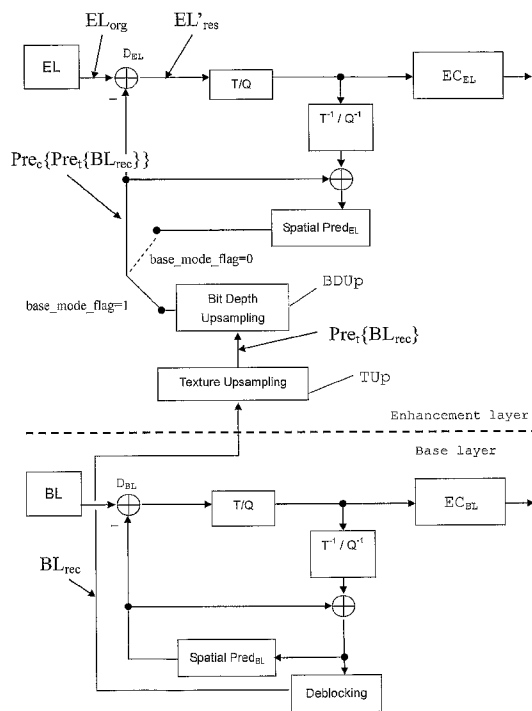 EL_org
EL'_res
D_EL
EL
T/Q
EC_EL
T⁻¹ / Q⁻¹
Pre_c{Pre_t{BL_rec}}
Spatial Pred_EL
base_mode_flag=0
base_mode_flag=1
Bit Depth
Upsampling
BDUp
Pre_t{BL_rec}
Texture Upsampling
TUp
Enhancement layer
Base layer
D_BL
BL
T/Q
EC_BL
T⁻¹ / Q⁻¹
BL_rec
Spatial Pred_BL
Deblocking